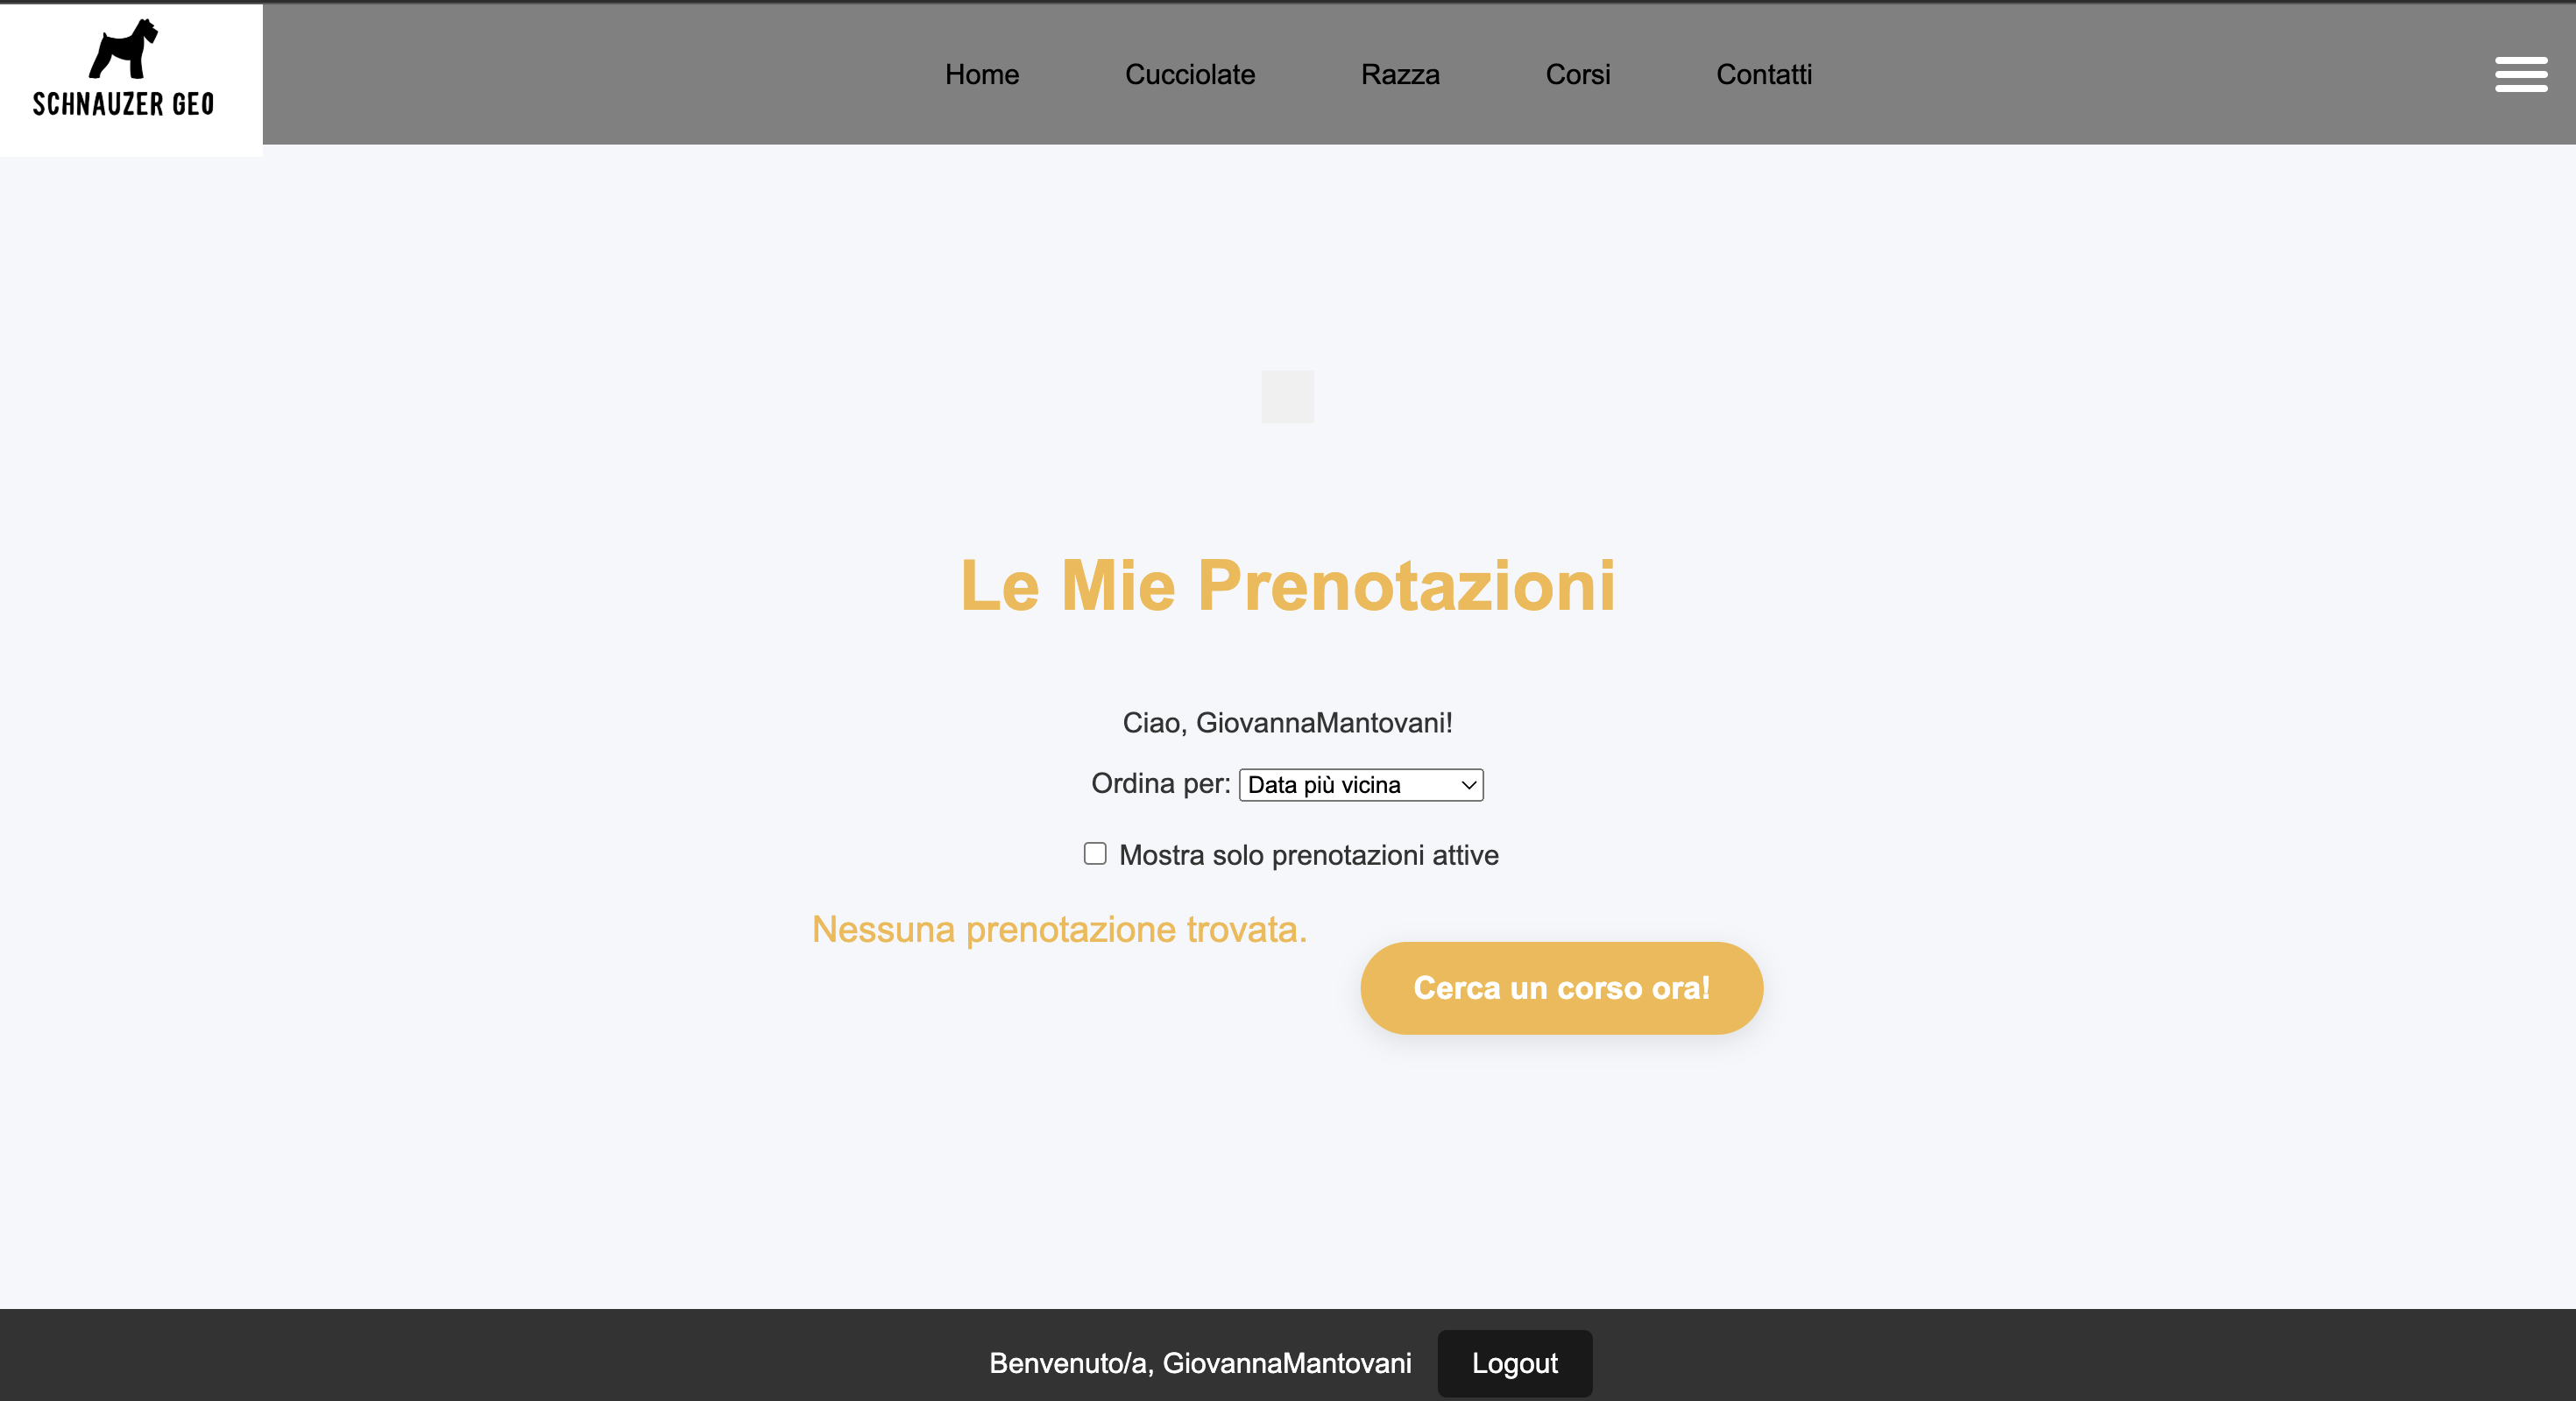 SCHNAUZER GEO
Home Cucciolate Razza Corsi Contatti
Le Mie Prenotazioni
Ciao, GiovannaMantovani!
Ordina per: Data più vicina
Mostra solo prenotazioni attive
Nessuna prenotazione trovata.
Cerca un corso ora!
Benvenuto/a, GiovannaMantovani Logout